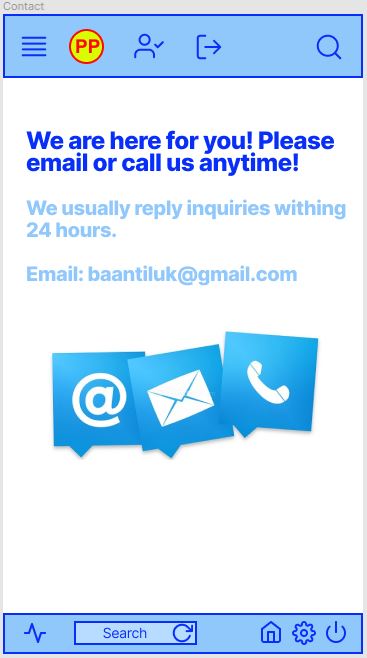 Contact
PP
We are here for you! Please
email or call us anytime!
We usually reply inquiries withing
24 hours.
Email: baantiluk@gmail.com
@
Search